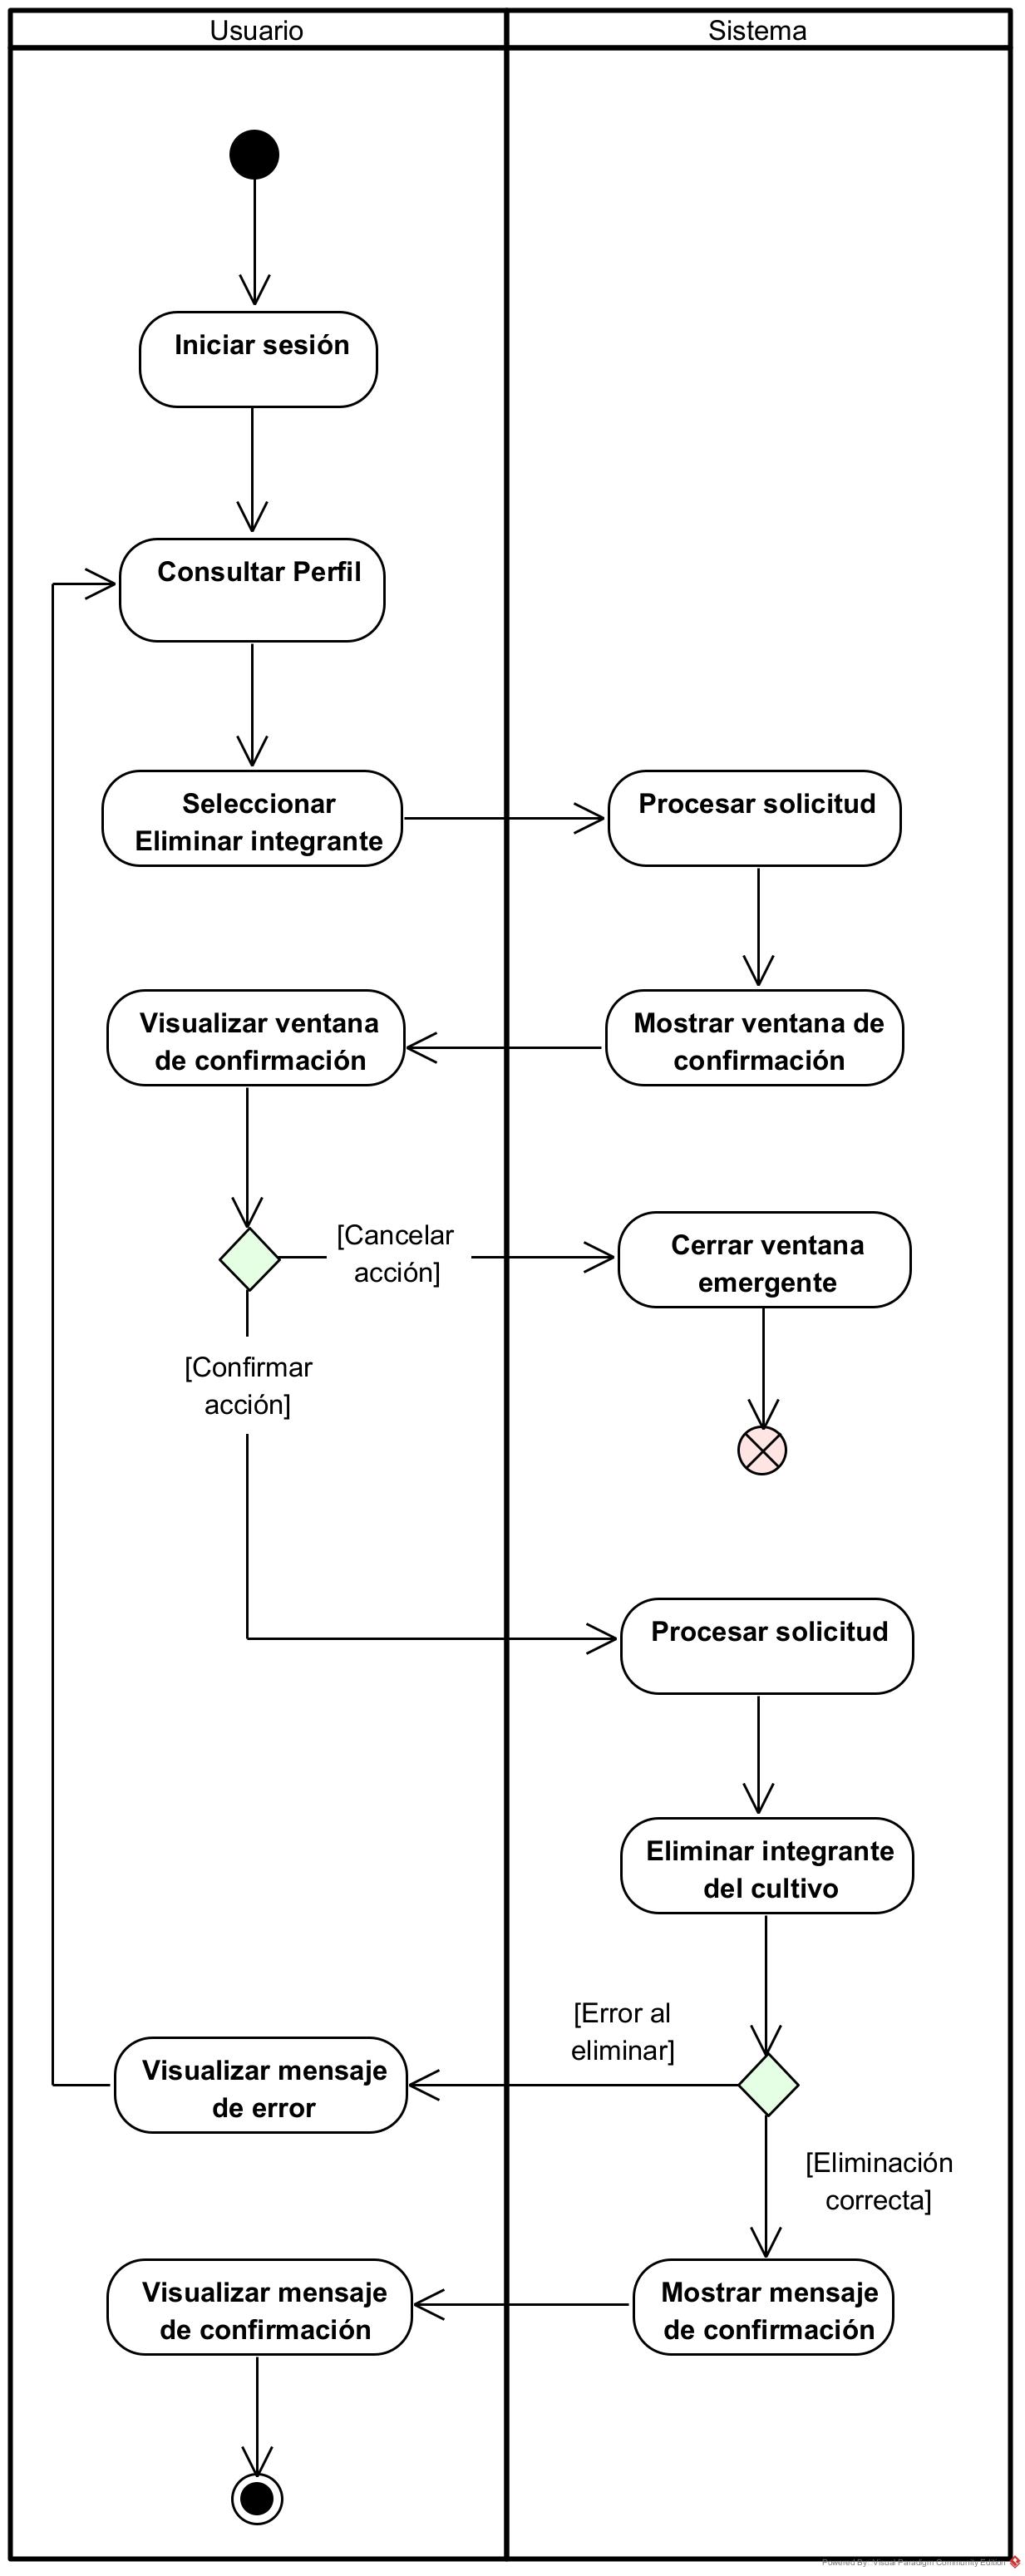 Usuario
Sistema
Iniciar sesión
Consultar Perfil
Seleccionar
Eliminar integrante
Procesar solicitud
Visualizar ventana
de confirmación
Mostrar ventana de
confirmación
[Cancelar
acción]
Cerrar ventana
emergente
[Confirmar
acción]
Procesar solicitud
Eliminar integrante
del cultivo
[Error al
eliminar]
Visualizar mensaje
de error
[Eliminación
correcta]
Visualizar mensaje
de confirmación
Mostrar mensaje
de confirmación
Powered By: Visual Paradigm Community Edition